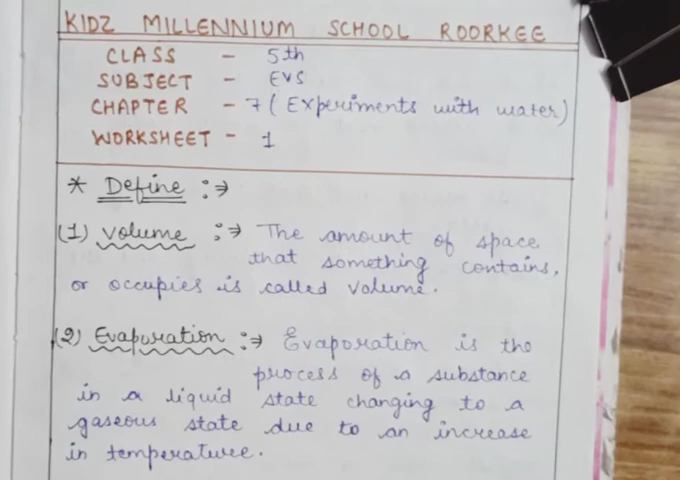 KIDZ MILLENNIUM SCHOOL ROORKEE
CLASS - 5th
SUBJECT - EVS
CHAPTER - 7 (Experiments with water)
WORKSHEET - 1
* Define :⇒
(1) Volume :⇒ The amount of space
that something contains,
or occupies is called volume.
(2) Evaporation :⇒ Evaporation is the
process of a substance
in a liquid state changing to a
gaseous state due to an increase
in temperature.